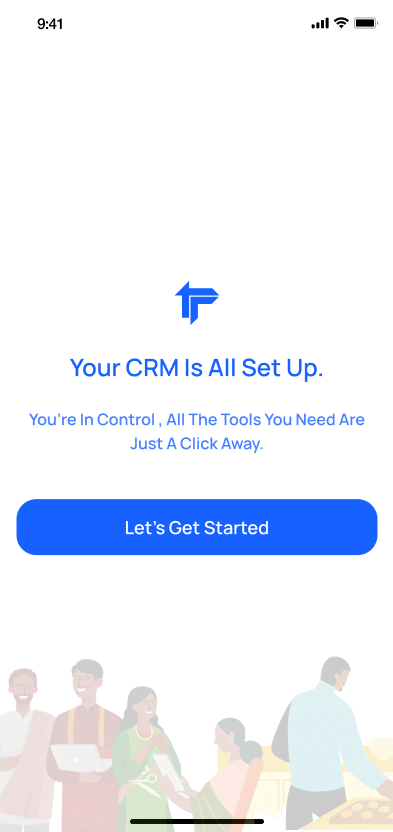 9:41
Your CRM Is All Set Up.
You're In Control , All The Tools You Need Are
Just A Click Away.
Let's Get Started